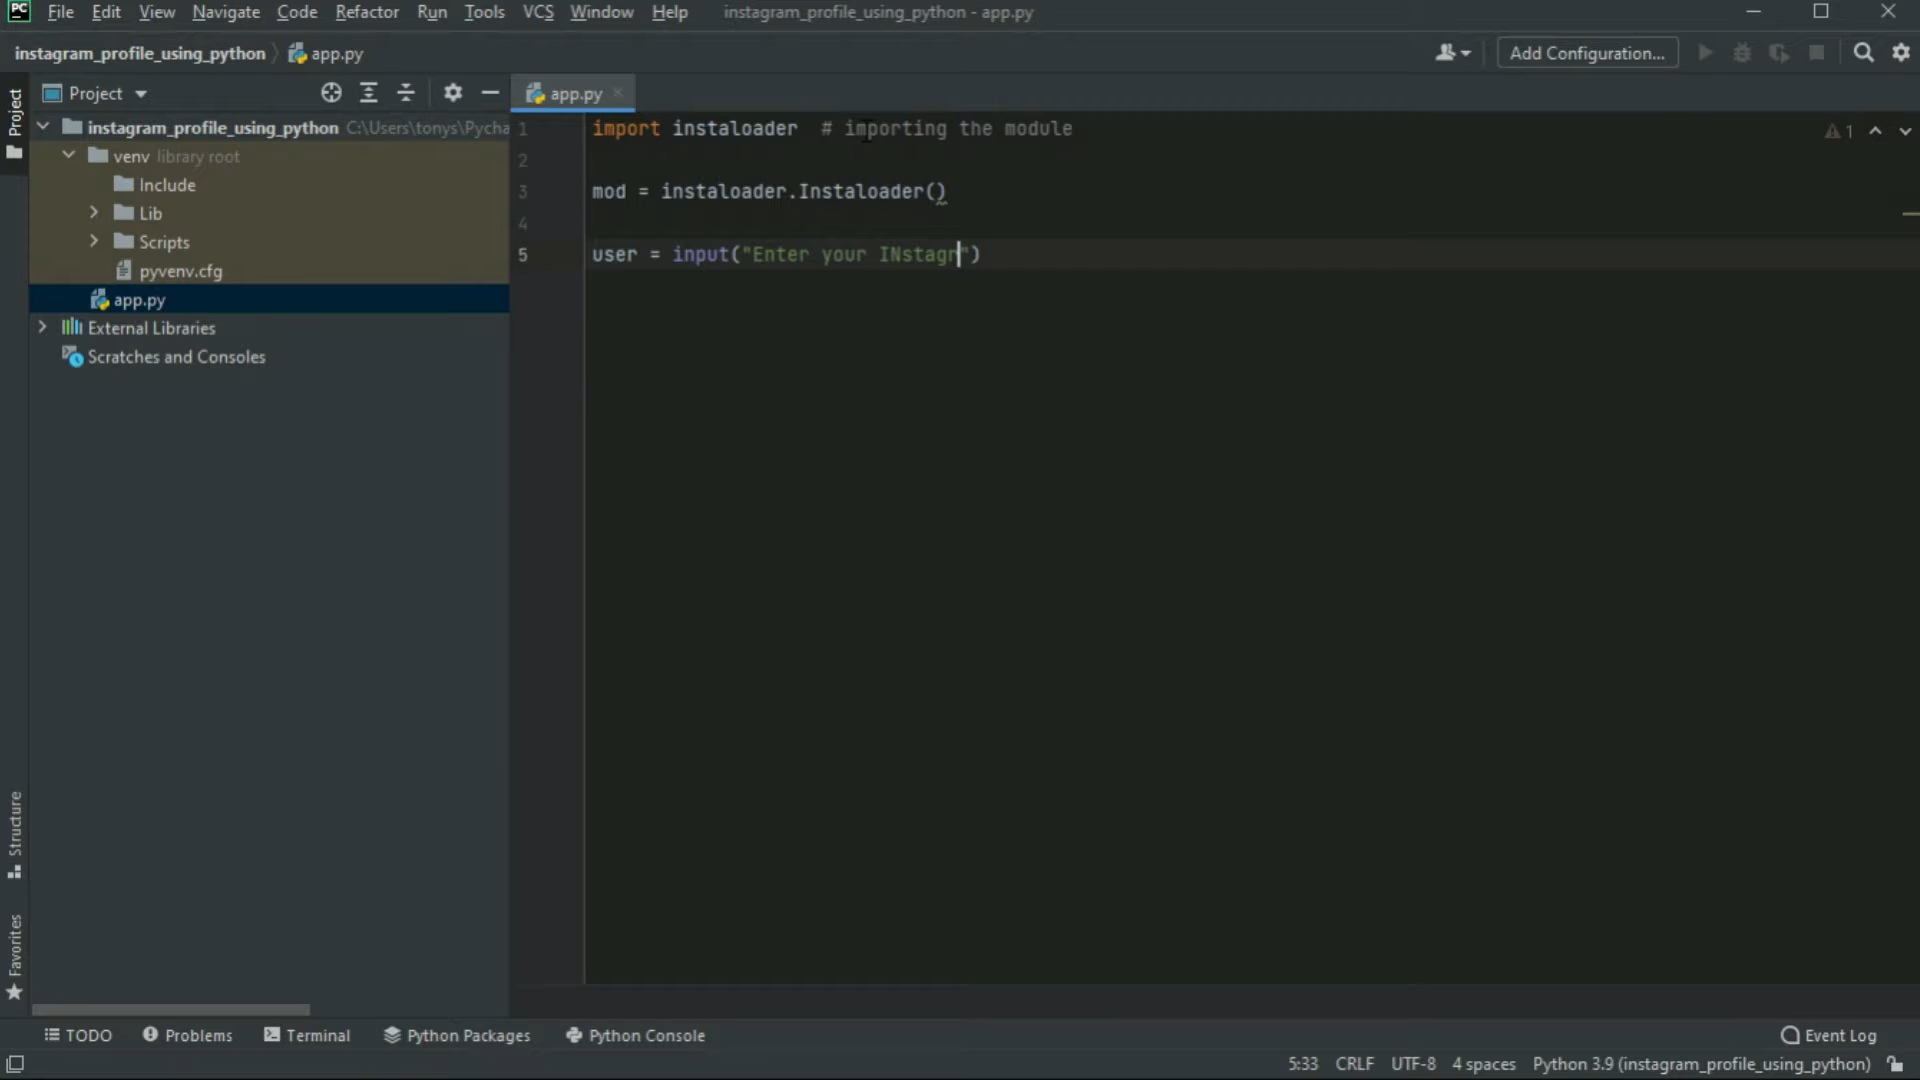 PC File Edit View Navigate Code Refactor Run Tools VCS Window Help instagram_profile_using_python - app.py
instagram_profile_using_python app.py Add Configuration...
Project Project app.py
instagram_profile_using_python C:\Users\tonys\Pycha
venv library root
Include
Lib
Scripts
pyvenv.cfg
app.py
External Libraries
Scratches and Consoles
1 import instaloader # importing the module
2
3 mod = instaloader.Instaloader()
4
5 user = input("Enter your INstagr")
1
Structure
Favorites
TODO Problems Terminal Python Packages Python Console Event Log
5:33 CRLF UTF-8 4 spaces Python 3.9 (instagram_profile_using_python)